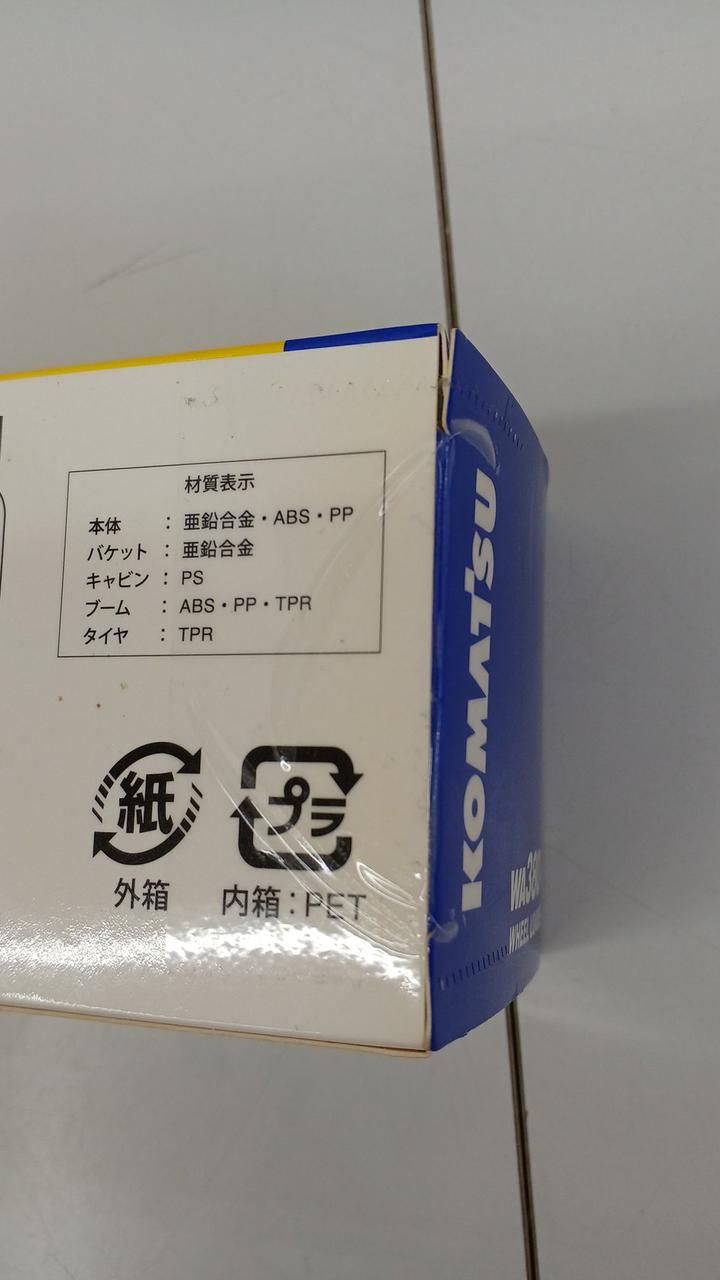 材質表示
本体 : 亜鉛合金・ABS・PP
バケット : 亜鉛合金
キャビン : PS
ブーム : ABS・PP・TPR
タイヤ : TPR
紙
プラ
外箱
内箱:PET
KOMATSU
WHEEL